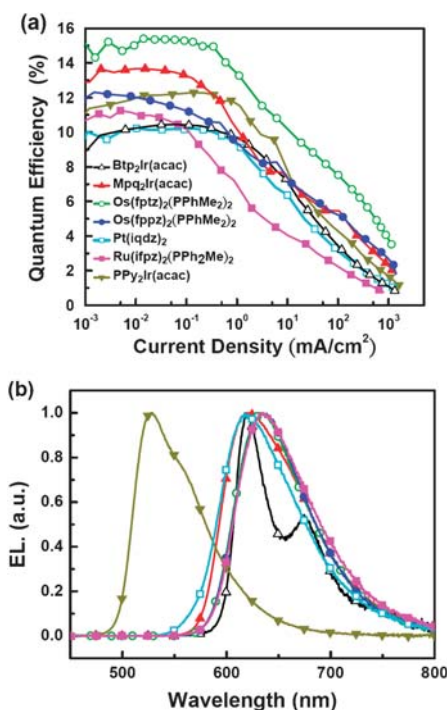 (a)
16
14
12
10
8
6
4
2
0
Quantum Efficiency (%)
Btp₂Ir(acac)
Mpq₂Ir(acac)
Os(fptz)₂(PPhMe₂)₂
Os(fppz)₂(PPhMe₂)₂
Pt(iqdz)₂
Ru(ifpz)₂(PPh₂Me)₂
PPy₂Ir(acac)
10⁻³ 10⁻² 10⁻¹ 10⁰ 10¹ 10² 10³
Current Density (mA/cm²)
(b)
1.0
0.8
0.6
0.4
0.2
0.0
EL. (a.u.)
500 600 700 800
Wavelength (nm)